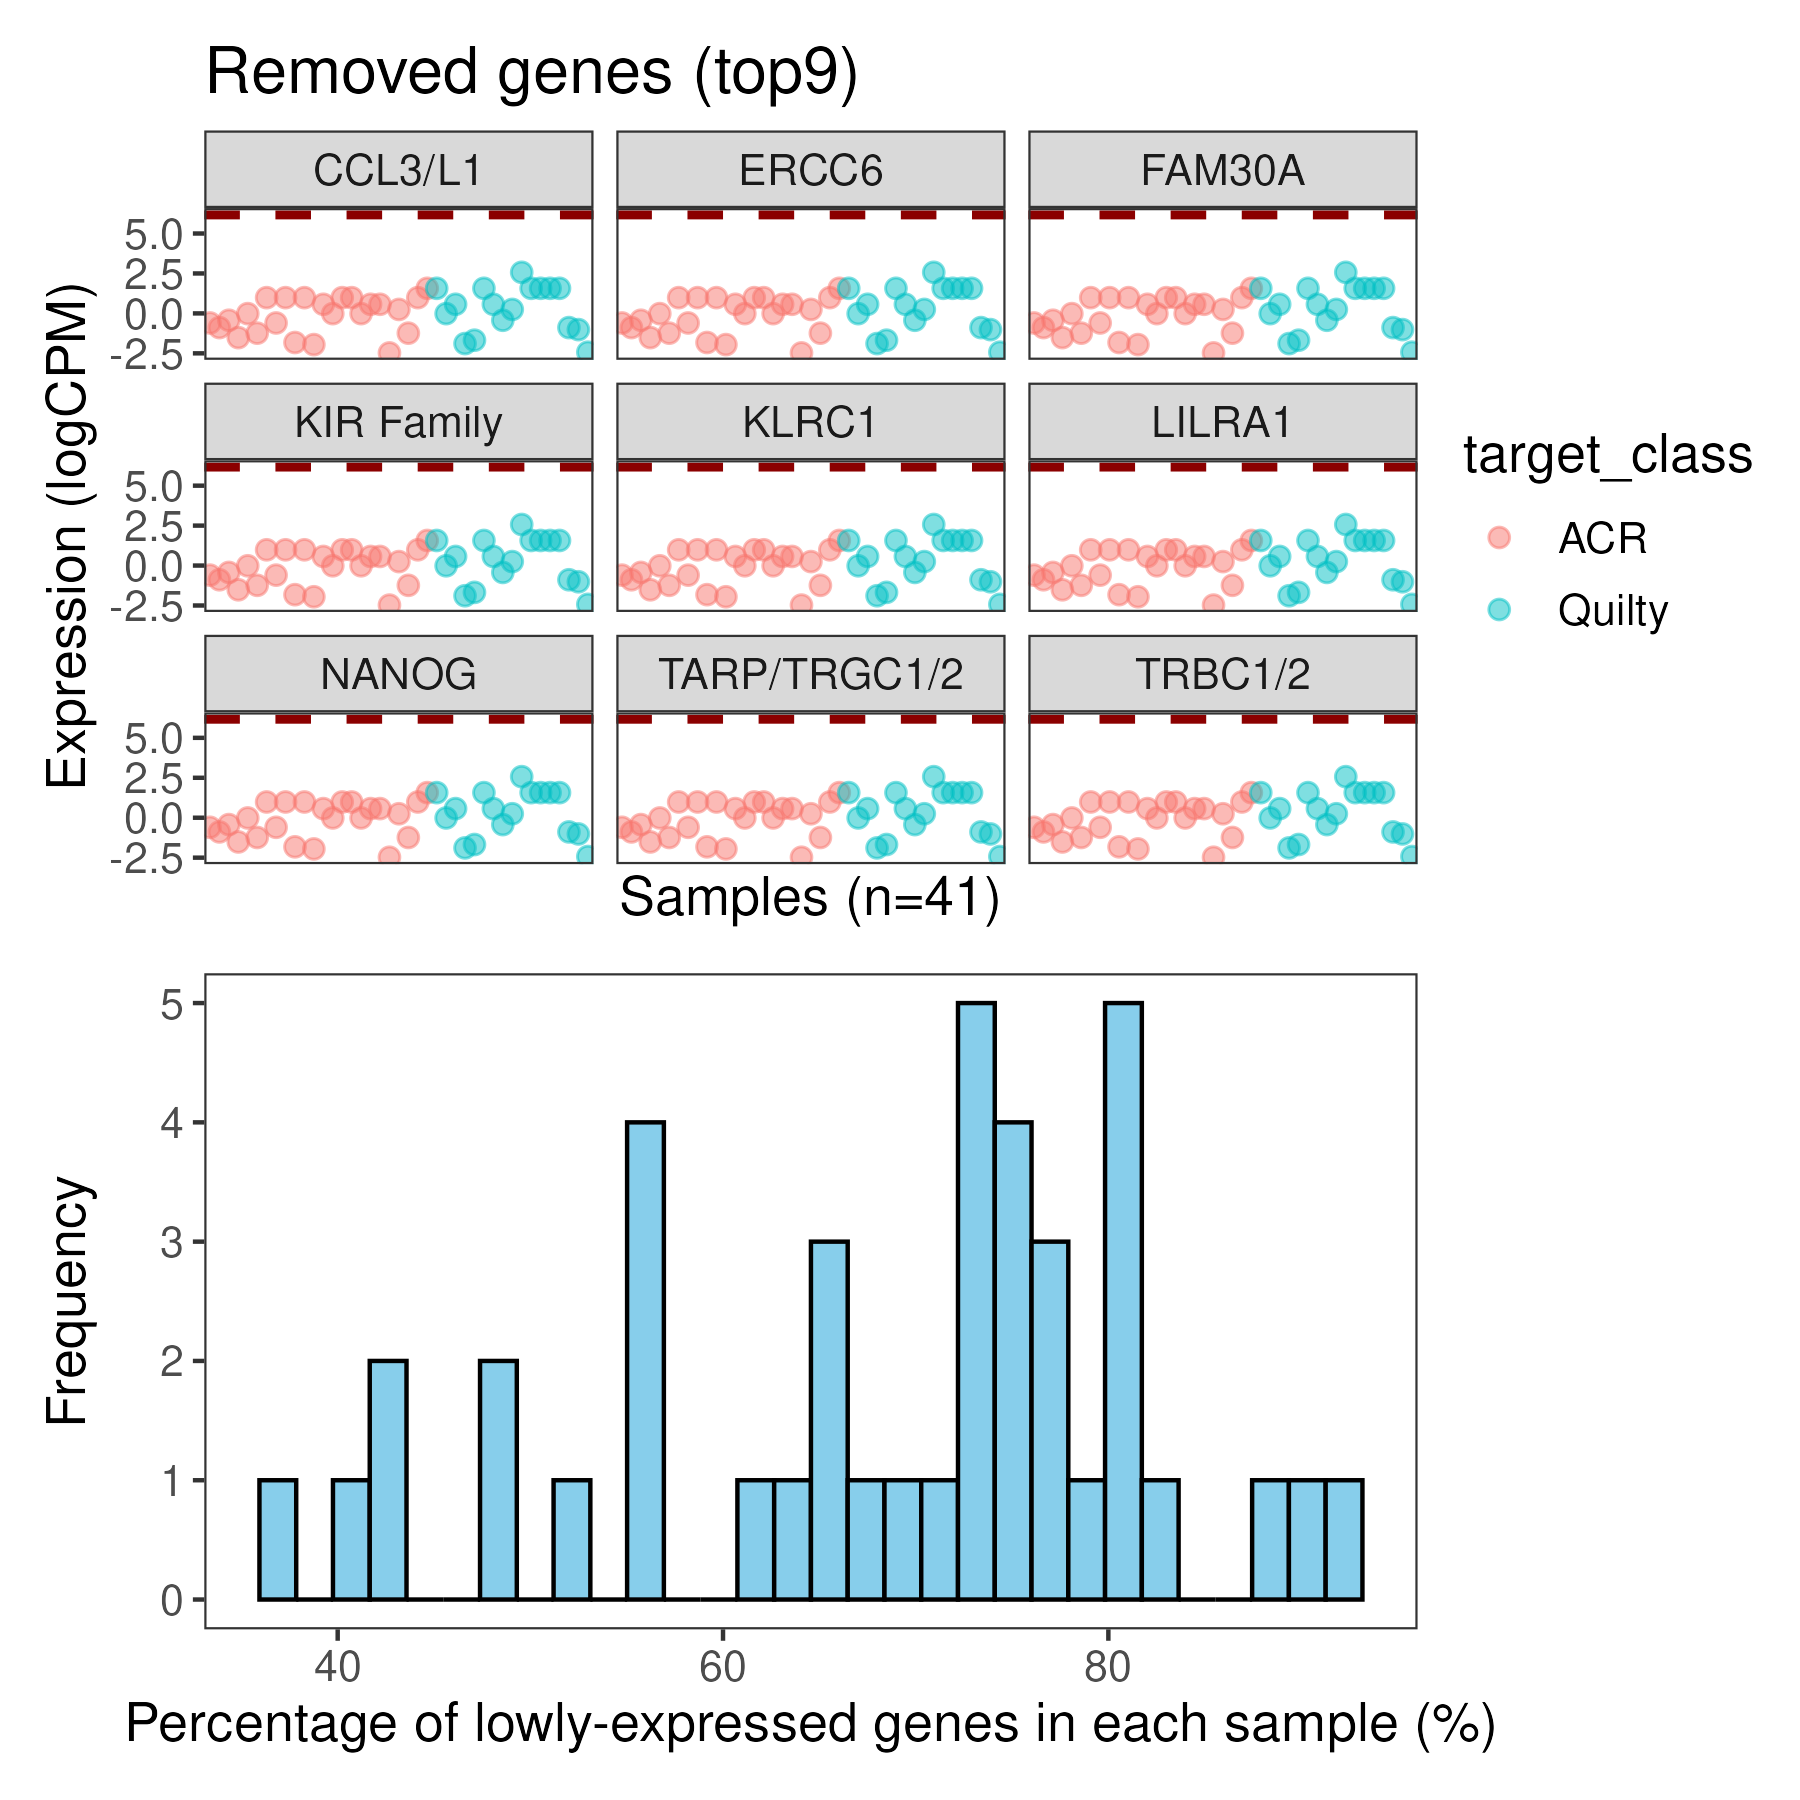 Removed genes (top9)
CCL3/L1 ERCC6 FAM30A
5.0
2.5
0.0
-2.5
KIR Family KLRC1 LILRA1
5.0
2.5
0.0
-2.5
NANOG TARP/TRGC1/2 TRBC1/2
5.0
2.5
0.0
-2.5
Expression (logCPM)
Samples (n=41)
target_class
ACR
Quilty
5
4
3
2
1
0
Frequency
40 60 80
Percentage of lowly-expressed genes in each sample (%)